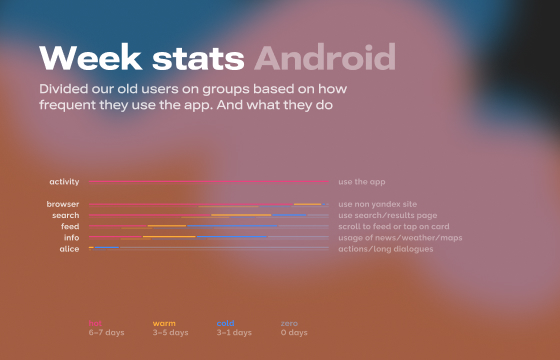 Week stats Android
Divided our old users on groups based on how
frequent they use the app. And what they do
activity use the app
browser use non yandex site
search use search/results page
feed scroll to feed or tap on card
info usage of news/weather/maps
alice actions/long dialogues
hot worm cold zero
6–7 days 3–5 days 3–1 days 0 days